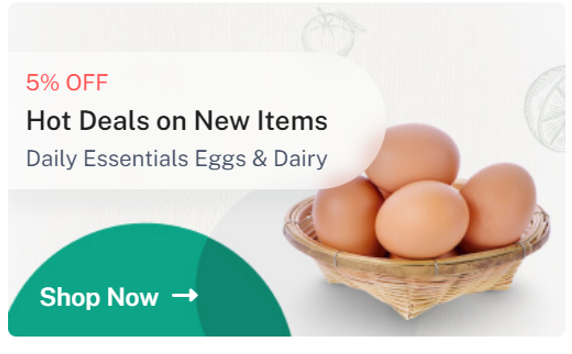 5% OFF
Hot Deals on New Items
Daily Essentials Eggs & Dairy
Shop Now